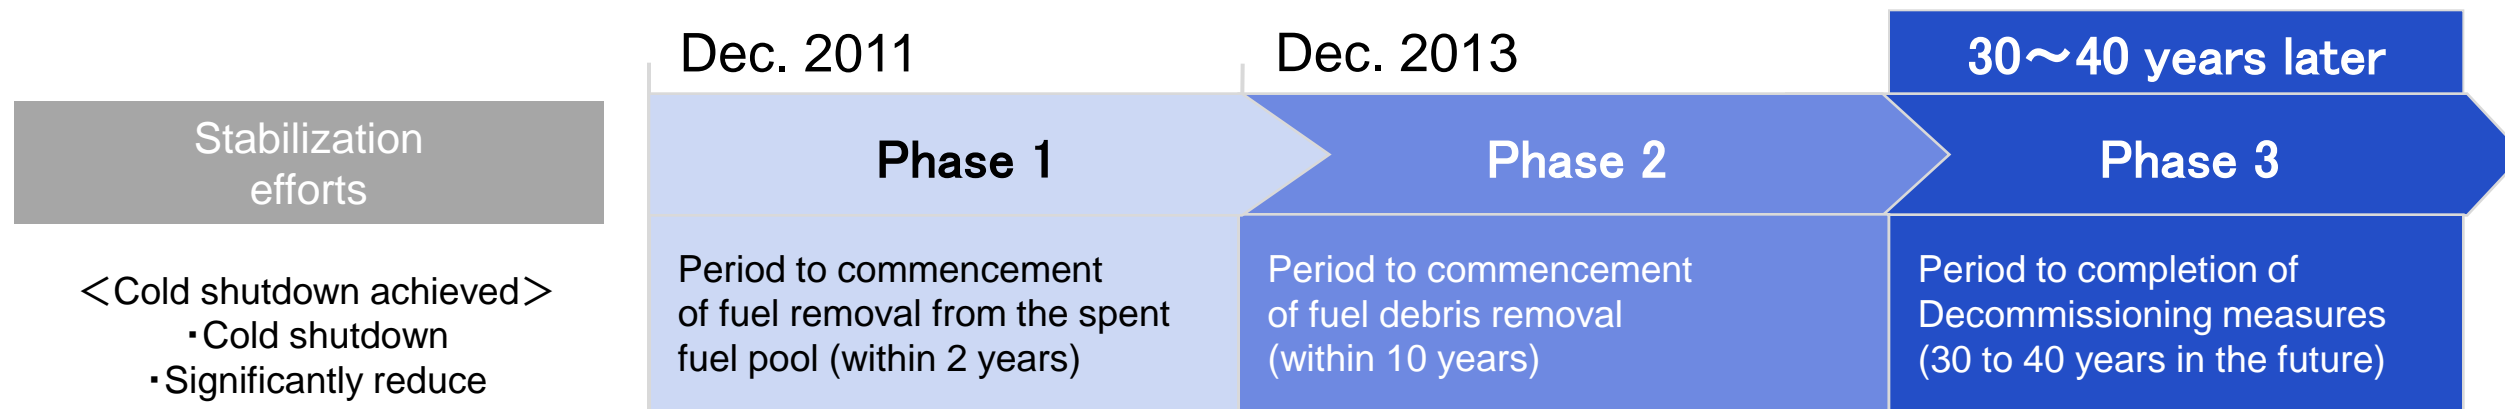 Dec. 2011
Dec. 2013
30～40 years later
Stabilization
efforts
Phase 1
Phase 2
Phase 3
＜Cold shutdown achieved＞
・Cold shutdown
・Significantly reduce
Period to commencement
of fuel removal from the spent
fuel pool (within 2 years)
Period to commencement
of fuel debris removal
(within 10 years)
Period to completion of
Decommissioning measures
(30 to 40 years in the future)